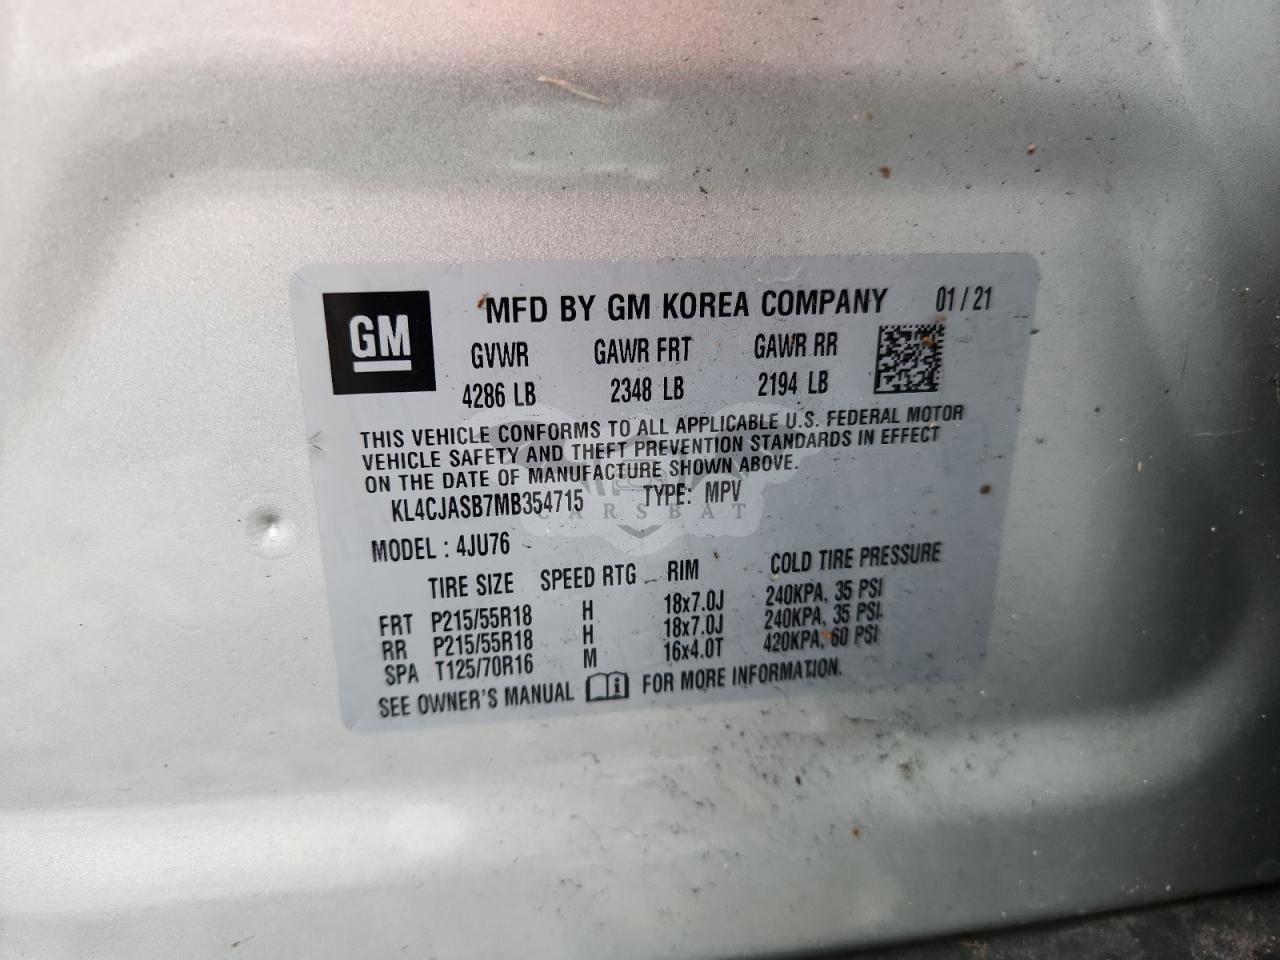 GM
MFD BY GM KOREA COMPANY 01 / 21
GVWR GAWR FRT GAWR RR
4286 LB 2348 LB 2194 LB
THIS VEHICLE CONFORMS TO ALL APPLICABLE U.S. FEDERAL MOTOR
VEHICLE SAFETY AND THEFT PREVENTION STANDARDS IN EFFECT
ON THE DATE OF MANUFACTURE SHOWN ABOVE.
KL4CJASB7MB354715 TYPE: MPV
CARSBAT
MODEL : 4JU76
TIRE SIZE SPEED RTG RIM COLD TIRE PRESSURE
FRT P215/55R18 H 18x7.0J 240KPA, 35 PSI
RR P215/55R18 H 18x7.0J 240KPA, 35 PSI
SPA T125/70R16 M 16x4.0T 420KPA, 60 PSI
SEE OWNER'S MANUAL i FOR MORE INFORMATION.